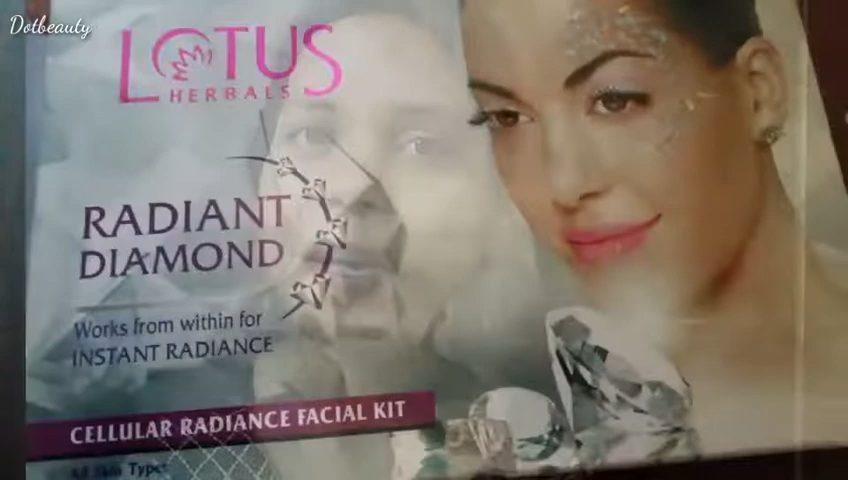 Dotbeauty
LOTUS
HERBALS
RADIANT
DIAMOND
Works from within for
INSTANT RADIANCE
CELLULAR RADIANCE FACIAL KIT
All Skin Types